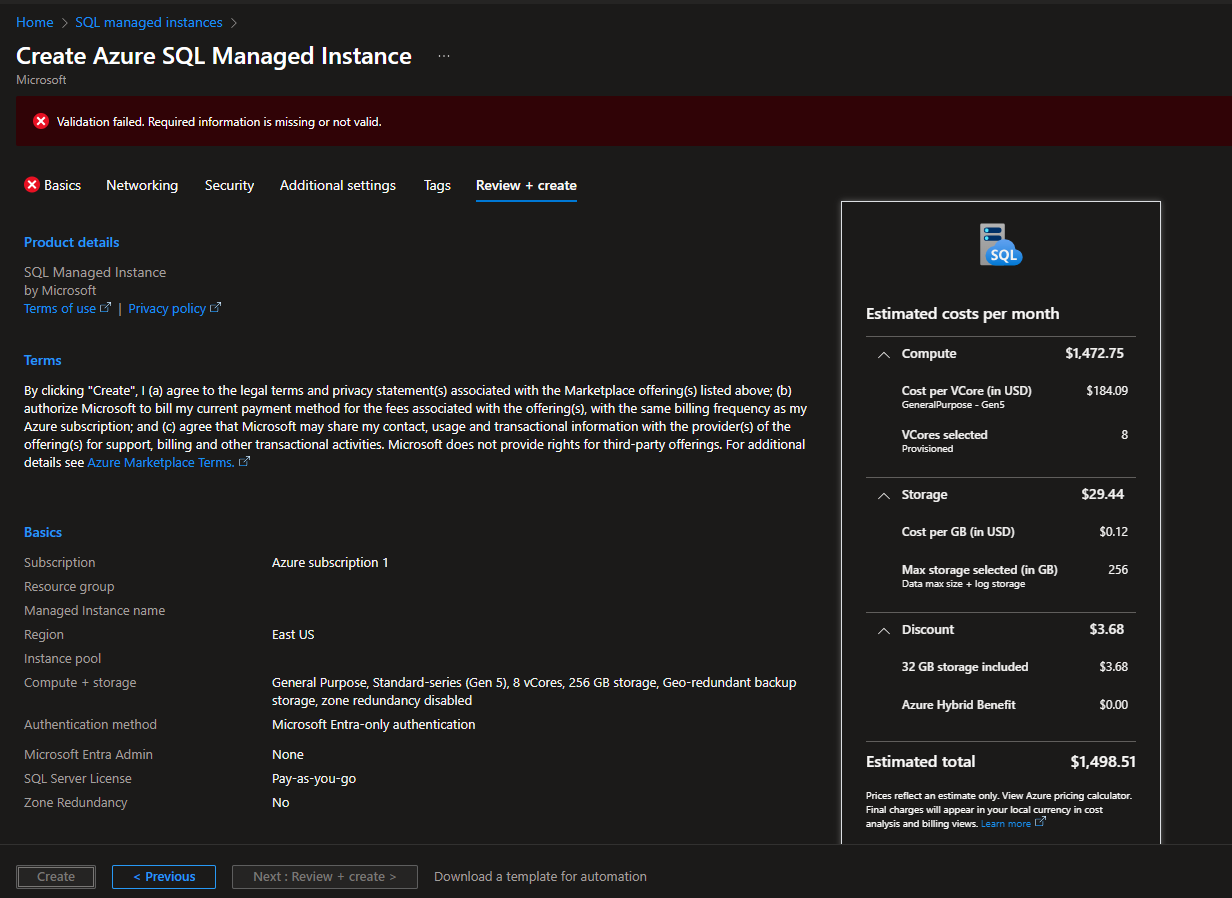 Home > SQL managed instances >
Create Azure SQL Managed Instance ...
Microsoft
Validation failed. Required information is missing or not valid.
Basics Networking Security Additional settings Tags Review + create
Product details
SQL Managed Instance
by Microsoft
Terms of use | Privacy policy
Terms
By clicking "Create", I (a) agree to the legal terms and privacy statement(s) associated with the Marketplace offering(s) listed above; (b)
authorize Microsoft to bill my current payment method for the fees associated with the offering(s), with the same billing frequency as my
Azure subscription; and (c) agree that Microsoft may share my contact, usage and transactional information with the provider(s) of the
offering(s) for support, billing and other transactional activities. Microsoft does not provide rights for third-party offerings. For additional
details see Azure Marketplace Terms.
Basics
Subscription Azure subscription 1
Resource group
Managed Instance name
Region East US
Instance pool
Compute + storage General Purpose, Standard-series (Gen 5), 8 vCores, 256 GB storage, Geo-redundant backup
storage, zone redundancy disabled
Authentication method Microsoft Entra-only authentication
Microsoft Entra Admin None
SQL Server License Pay-as-you-go
Zone Redundancy No
SQL
Estimated costs per month
Compute $1,472.75
Cost per VCore (in USD) $184.09
GeneralPurpose - Gen5
VCores selected 8
Provisioned
Storage $29.44
Cost per GB (in USD) $0.12
Max storage selected (in GB) 256
Data max size + log storage
Discount $3.68
32 GB storage included $3.68
Azure Hybrid Benefit $0.00
Estimated total $1,498.51
Prices reflect an estimate only. View Azure pricing calculator.
Final charges will appear in your local currency in cost
analysis and billing views. Learn more
Create < Previous Next : Review + create > Download a template for automation